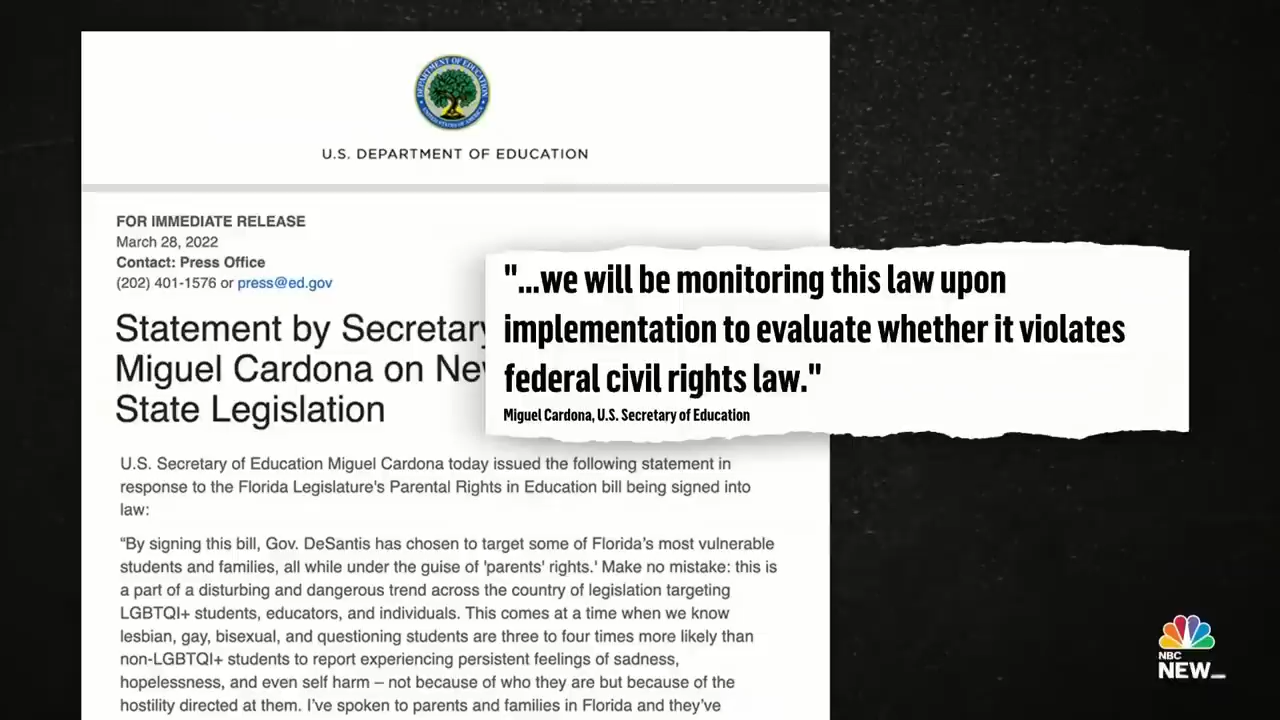 DEPARTMENT OF EDUCATION
UNITED STATES OF AMERICA
U.S. DEPARTMENT OF EDUCATION
FOR IMMEDIATE RELEASE
March 28, 2022
Contact: Press Office
(202) 401-1576 or press@ed.gov
Statement by Secretary
Miguel Cardona on Ne
State Legislation
"...we will be monitoring this law upon
implementation to evaluate whether it violates
federal civil rights law."
Miguel Cardona, U.S. Secretary of Education
U.S. Secretary of Education Miguel Cardona today issued the following statement in
response to the Florida Legislature's Parental Rights in Education bill being signed into
law:
“By signing this bill, Gov. DeSantis has chosen to target some of Florida’s most vulnerable
students and families, all while under the guise of 'parents’ rights.' Make no mistake: this is
a part of a disturbing and dangerous trend across the country of legislation targeting
LGBTQI+ students, educators, and individuals. This comes at a time when we know
lesbian, gay, bisexual, and questioning students are three to four times more likely than
non-LGBTQI+ students to report experiencing persistent feelings of sadness,
hopelessness, and even self harm – not because of who they are but because of the
hostility directed at them. I’ve spoken to parents and families in Florida and they’ve
NBC
NEW_